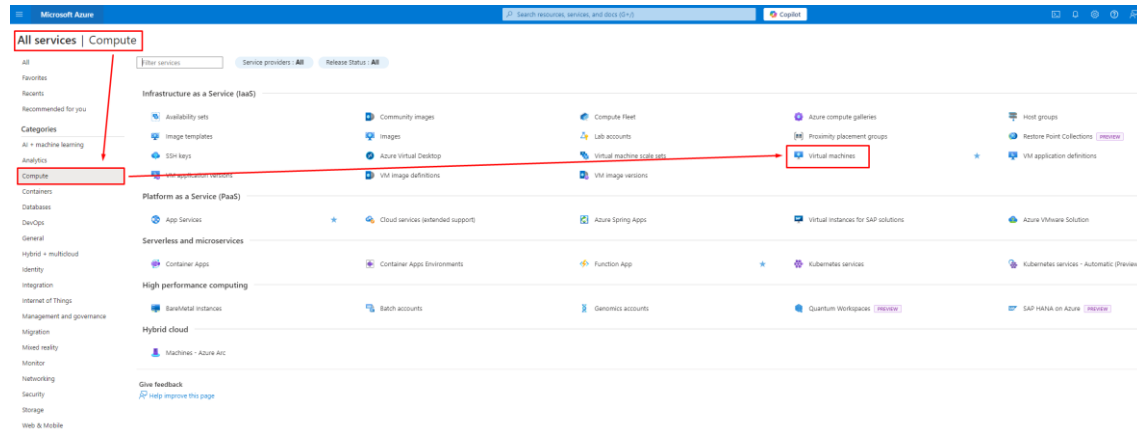 Microsoft Azure
Search resources, services, and docs (G+/)
Copilot
All services | Compute
All
Favorites
Recents
Recommended for you
Categories
AI + machine learning
Analytics
Compute
Containers
Databases
DevOps
General
Hybrid + multicloud
Identity
Integration
Internet of Things
Management and governance
Migration
Mixed reality
Monitor
Networking
Security
Storage
Web & Mobile
Filter services
Service providers : All
Release Status : All
Infrastructure as a Service (IaaS)
Availability sets
Community images
Compute Fleet
Azure compute galleries
Host groups
Image templates
Images
Lab accounts
Proximity placement groups
Restore Point Collections PREVIEW
SSH keys
Azure Virtual Desktop
Virtual machine scale sets
Virtual machines
VM application definitions
VM application versions
VM image definitions
VM image versions
Platform as a Service (PaaS)
App Services
Cloud services (extended support)
Azure Spring Apps
Virtual Instances for SAP solutions
Azure VMware Solution
Serverless and microservices
Container Apps
Container Apps Environments
Function App
Kubernetes services
Kubernetes services - Automatic (Preview
High performance computing
BareMetal Instances
Batch accounts
Genomics accounts
Quantum Workspaces PREVIEW
SAP HANA on Azure PREVIEW
Hybrid cloud
Machines - Azure Arc
Give feedback
Help improve this page